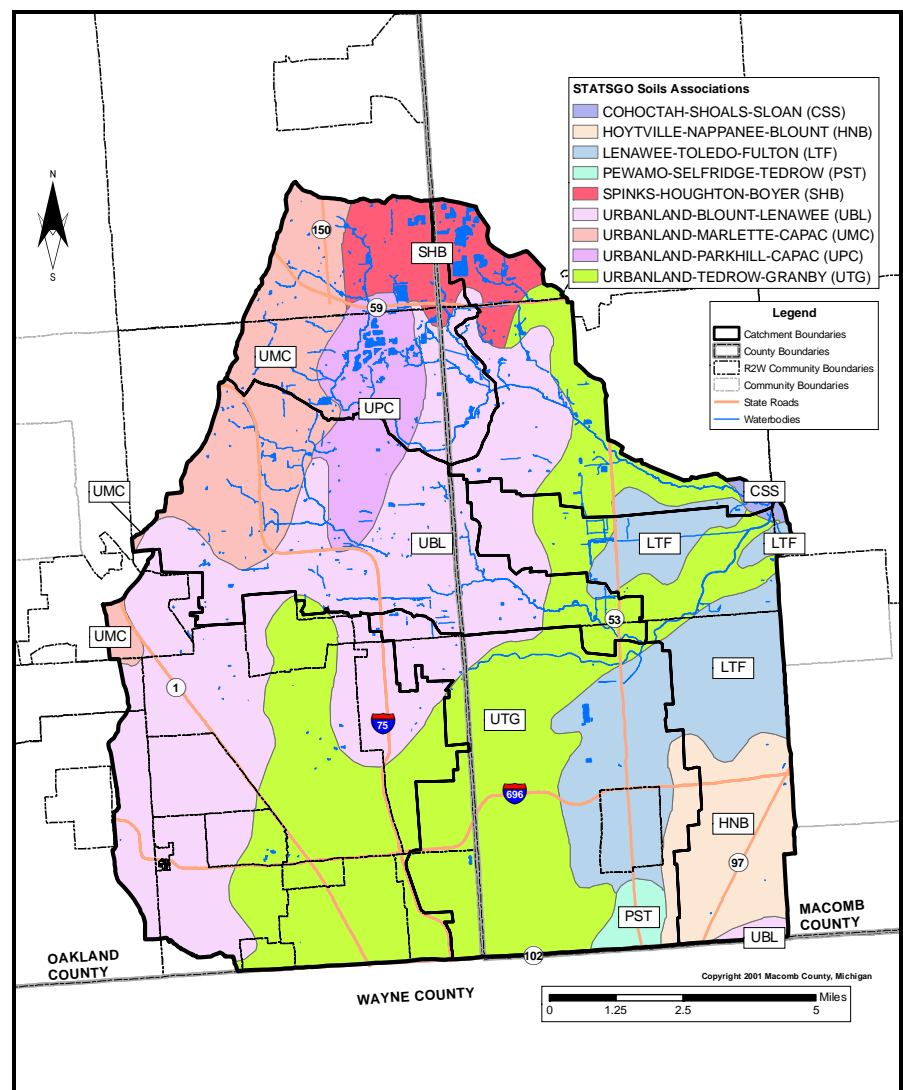 STATSGO Soils Associations
COHOCTAH-SHOALS-SLOAN (CSS)
HOYTVILLE-NAPPANEE-BLOUNT (HNB)
LENAWEE-TOLEDO-FULTON (LTF)
PEWAMO-SELFRIDGE-TEDROW (PST)
SPINKS-HOUGHTON-BOYER (SHB)
URBANLAND-BLOUNT-LENAWEE (UBL)
URBANLAND-MARLETTE-CAPAC (UMC)
URBANLAND-PARKHILL-CAPAC (UPC)
URBANLAND-TEDROW-GRANBY (UTG)
Legend
Catchment Boundaries
County Boundaries
R2W Community Boundaries
Community Boundaries
State Roads
Waterbodies
N
S
150
SHB
59
UMC
UPC
UMC
CSS
UBL
LTF
LTF
53
UMC
LTF
1
UTG
75
696
HNB
97
PST
UBL
MACOMB
COUNTY
OAKLAND
COUNTY
102
WAYNE COUNTY
Copyright 2001 Macomb County, Michigan
Miles
0 1.25 2.5 5